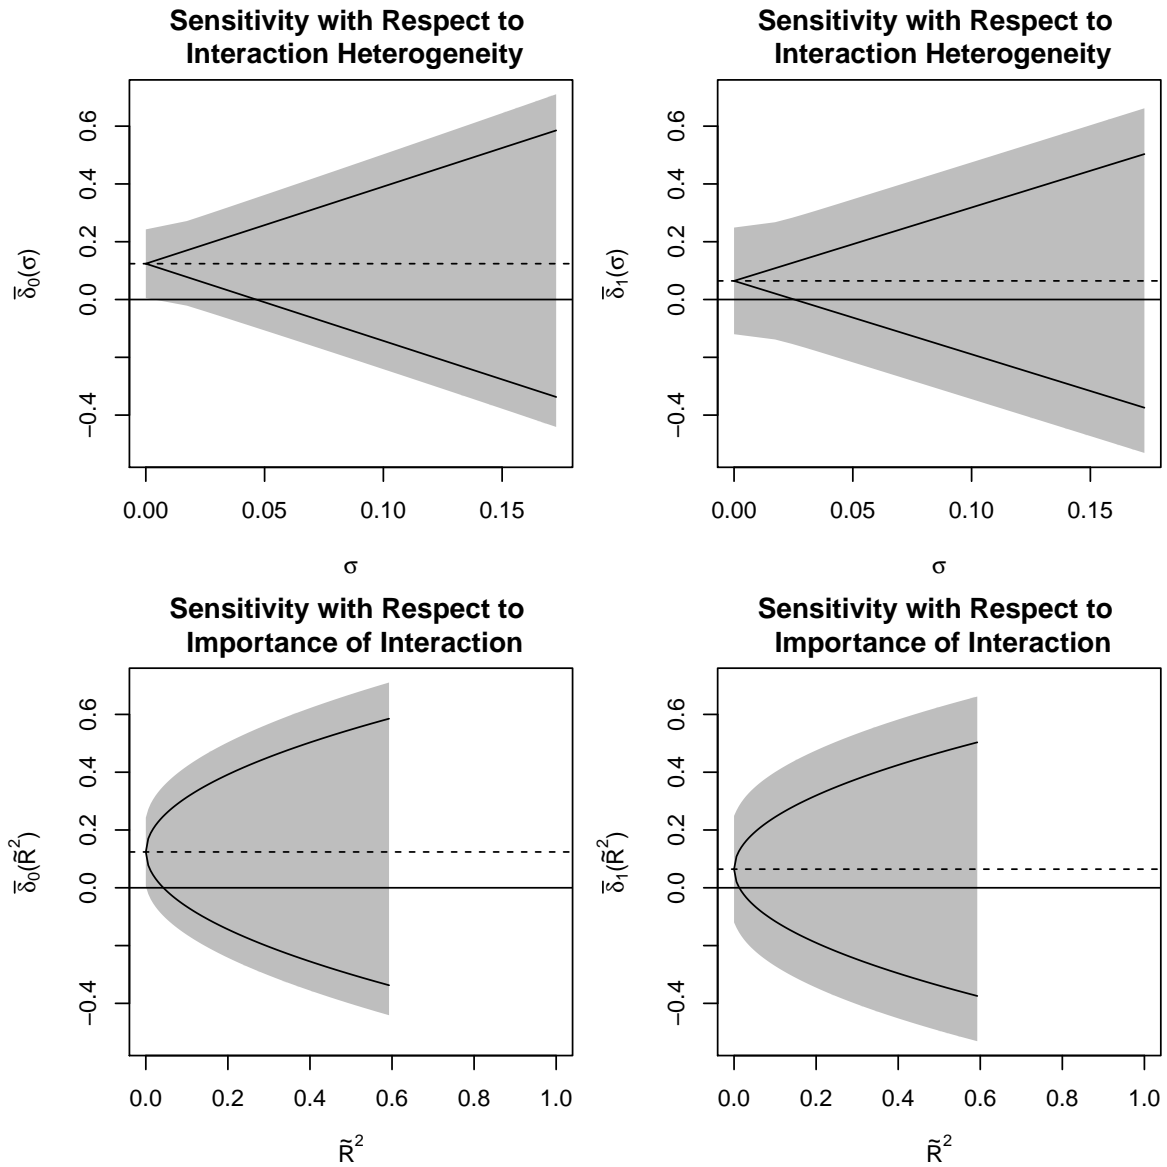 Sensitivity with Respect to
Interaction Heterogeneity
δ̅₀(σ)
0.6
0.4
0.2
0.0
−0.4
0.00 0.05 0.10 0.15
σ
Sensitivity with Respect to
Interaction Heterogeneity
δ̅₁(σ)
0.6
0.4
0.2
0.0
−0.4
0.00 0.05 0.10 0.15
σ
Sensitivity with Respect to
Importance of Interaction
δ̅₀(R̃²)
0.6
0.4
0.2
0.0
−0.4
0.0 0.2 0.4 0.6 0.8 1.0
R̃²
Sensitivity with Respect to
Importance of Interaction
δ̅₁(R̃²)
0.6
0.4
0.2
0.0
−0.4
0.0 0.2 0.4 0.6 0.8 1.0
R̃²